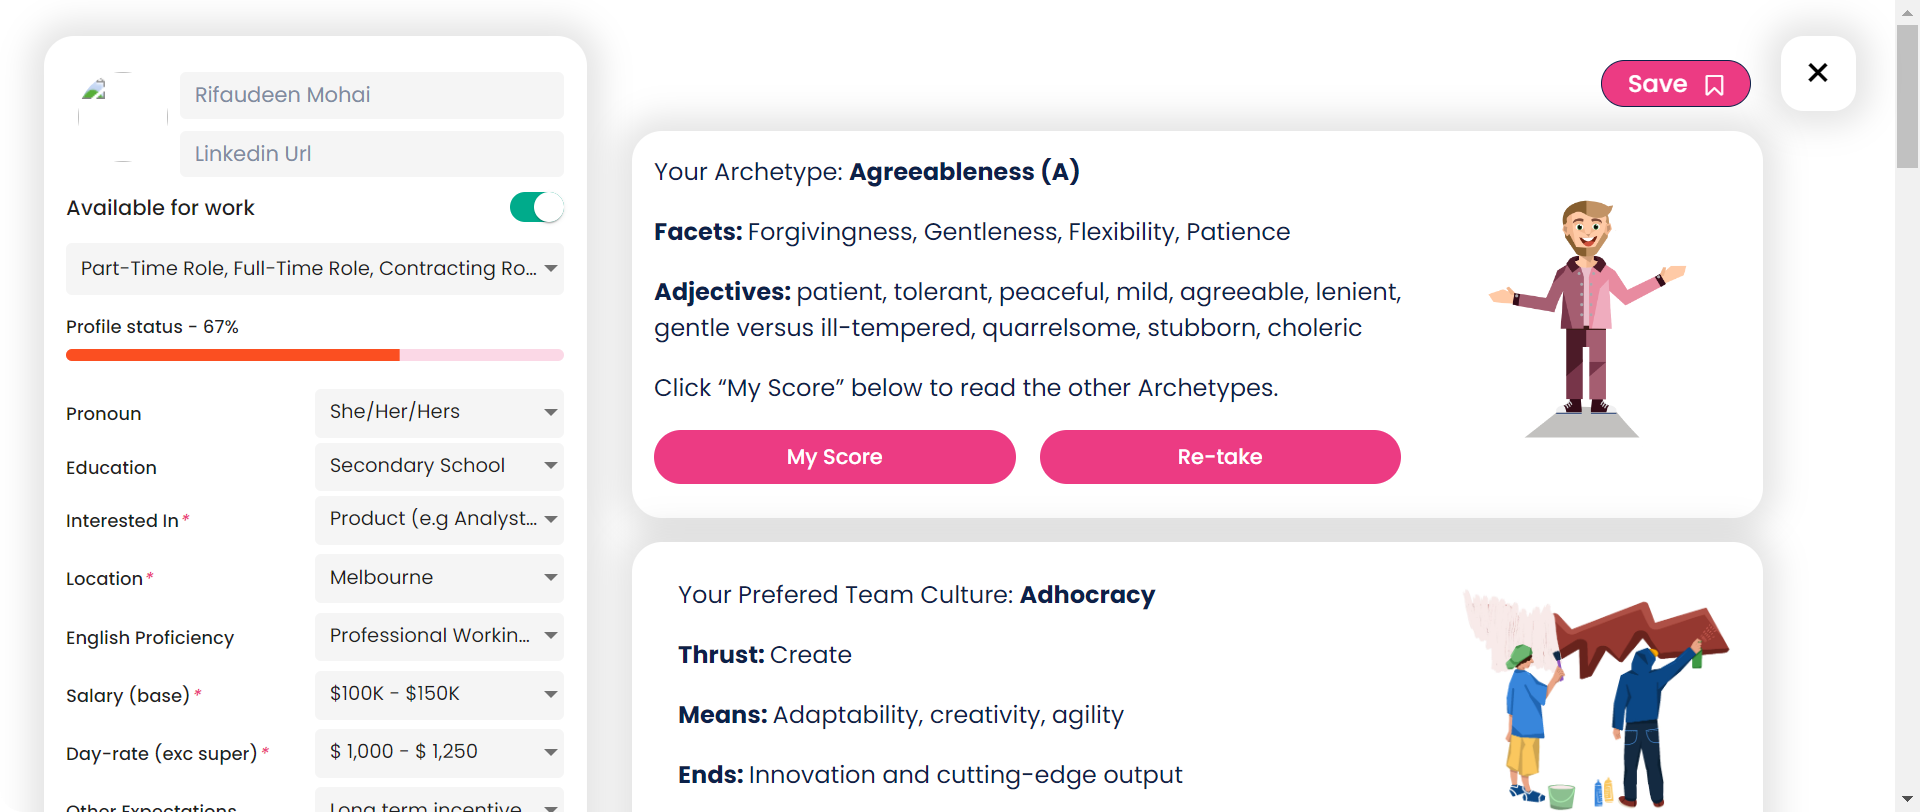 Rifaudeen Mohai
Linkedin Url
Available for work
Part-Time Role, Full-Time Role, Contracting Ro...
Profile status - 67%
Pronoun
She/Her/Hers
Education
Secondary School
Interested In*
Product (e.g Analyst...
Location*
Melbourne
English Proficiency
Professional Workin...
Salary (base)*
$100K - $150K
Day-rate (exc super)*
$ 1,000 - $ 1,250
Other Expectations
Long term incentive
Save
×
Your Archetype: Agreeableness (A)
Facets: Forgivingness, Gentleness, Flexibility, Patience
Adjectives: patient, tolerant, peaceful, mild, agreeable, lenient,
gentle versus ill-tempered, quarrelsome, stubborn, choleric
Click “My Score” below to read the other Archetypes.
My Score
Re-take
Your Prefered Team Culture: Adhocracy
Thrust: Create
Means: Adaptability, creativity, agility
Ends: Innovation and cutting-edge output